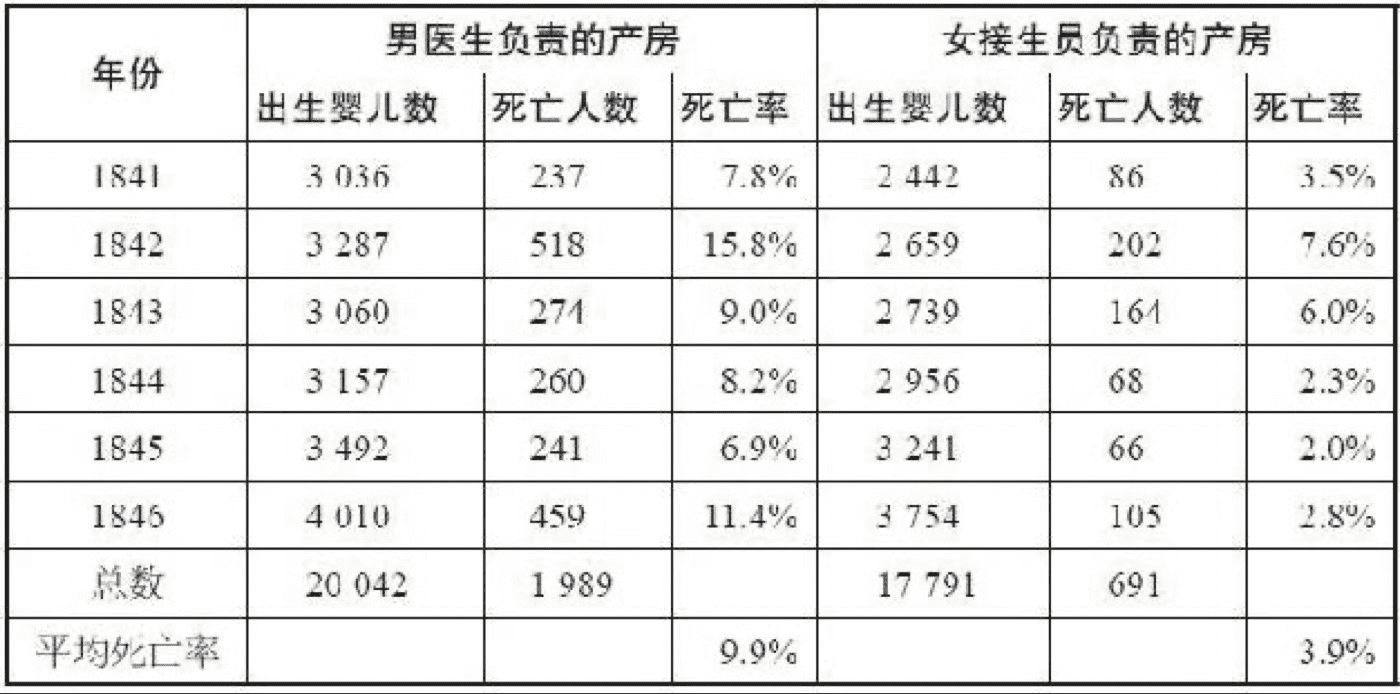 年份 男医生负责的产房 女接生员负责的产房
出生婴儿数 死亡人数 死亡率 出生婴儿数 死亡人数 死亡率
1841 3 036 237 7.8% 2 442 86 3.5%
1842 3 287 518 15.8% 2 659 202 7.6%
1843 3 060 274 9.0% 2 739 164 6.0%
1844 3 157 260 8.2% 2 956 68 2.3%
1845 3 492 241 6.9% 3 241 66 2.0%
1846 4 010 459 11.4% 3 754 105 2.8%
总数 20 042 1 989 17 791 691
平均死亡率 9.9% 3.9%